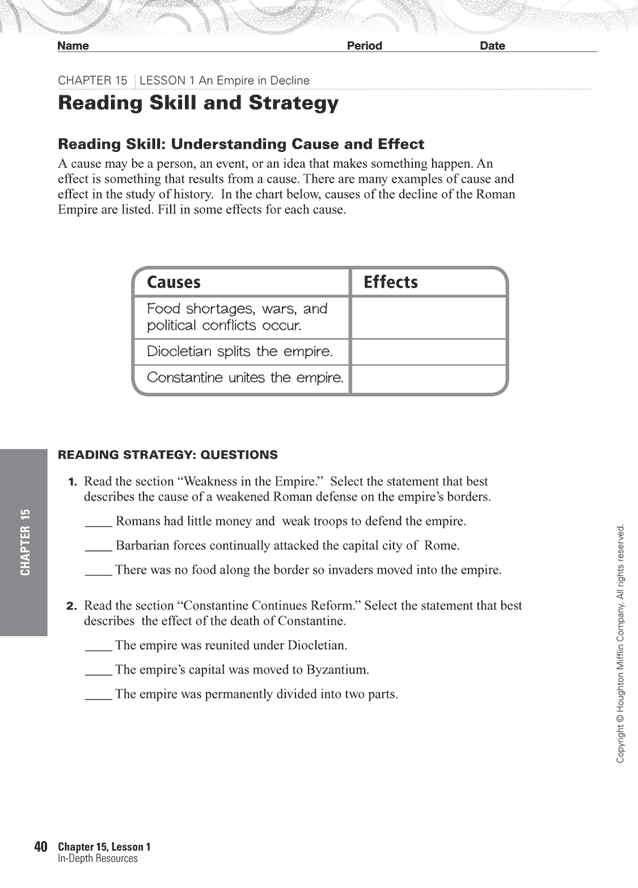 Name Period Date
CHAPTER 15 | LESSON 1 An Empire in Decline
Reading Skill and Strategy
Reading Skill: Understanding Cause and Effect
A cause may be a person, an event, or an idea that makes something happen. An
effect is something that results from a cause. There are many examples of cause and
effect in the study of history. In the chart below, causes of the decline of the Roman
Empire are listed. Fill in some effects for each cause.
Causes Effects
Food shortages, wars, and
political conflicts occur.
Diocletian splits the empire.
Constantine unites the empire.
READING STRATEGY: QUESTIONS
1. Read the section “Weakness in the Empire.” Select the statement that best
describes the cause of a weakened Roman defense on the empire’s borders.
____ Romans had little money and weak troops to defend the empire.
____ Barbarian forces continually attacked the capital city of Rome.
____ There was no food along the border so invaders moved into the empire.
2. Read the section “Constantine Continues Reform.” Select the statement that best
describes the effect of the death of Constantine.
____ The empire was reunited under Diocletian.
____ The empire’s capital was moved to Byzantium.
____ The empire was permanently divided into two parts.
CHAPTER 15
Copyright © Houghton Mifflin Company. All rights reserved.
40 Chapter 15, Lesson 1
In-Depth Resources